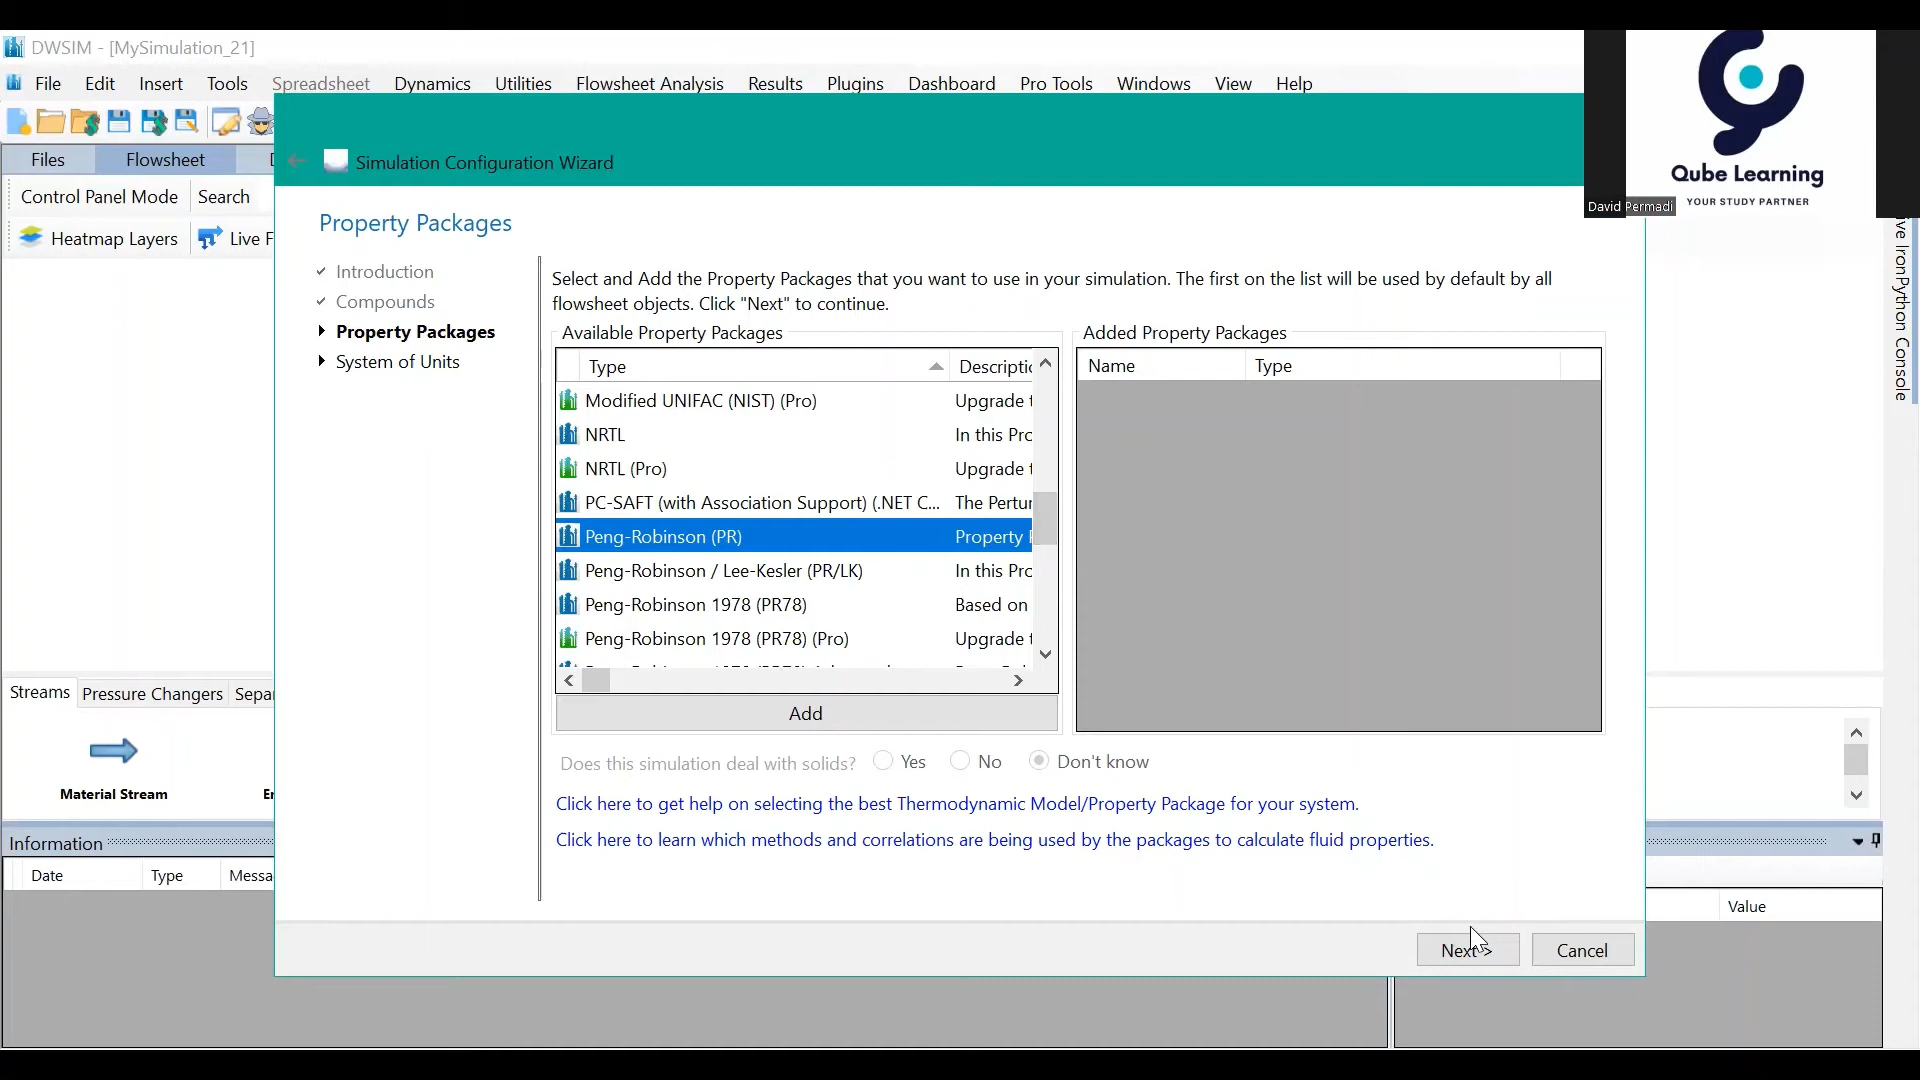 DWSIM - [MySimulation_21]
File Edit Insert Tools Spreadsheet Dynamics Utilities Flowsheet Analysis Results Plugins Dashboard Pro Tools Windows View Help
Qube Learning
YOUR STUDY PARTNER
David Permadi
Files Flowsheet
Control Panel Mode Search
Heatmap Layers Live F
Simulation Configuration Wizard
Property Packages
Introduction
Compounds
Property Packages
System of Units
Select and Add the Property Packages that you want to use in your simulation. The first on the list will be used by default by all
flowsheet objects. Click "Next" to continue.
Available Property Packages
Type Descriptic
Modified UNIFAC (NIST) (Pro) Upgrade t
NRTL In this Pro
NRTL (Pro) Upgrade t
PC-SAFT (with Association Support) (.NET C... The Pertur
Peng-Robinson (PR) Property
Peng-Robinson / Lee-Kesler (PR/LK) In this Pro
Peng-Robinson 1978 (PR78) Based on
Peng-Robinson 1978 (PR78) (Pro) Upgrade t
Add
Added Property Packages
Name Type
Does this simulation deal with solids? Yes No Don't know
Click here to get help on selecting the best Thermodynamic Model/Property Package for your system.
Click here to learn which methods and correlations are being used by the packages to calculate fluid properties.
Next > Cancel
ve IronPython Console
Streams Pressure Changers Sepa
Material Stream
Information
Date Type Messa
Value